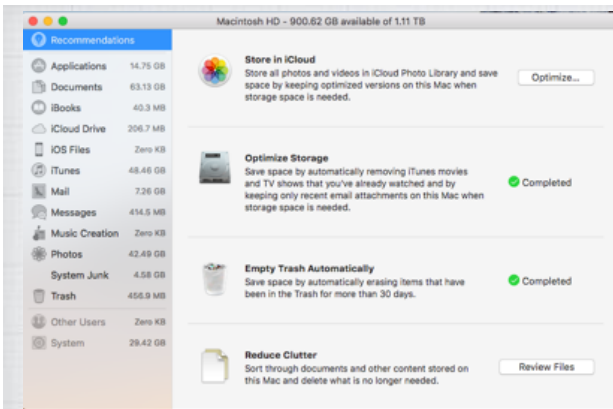 Macintosh HD - 900.62 GB available of 1.11 TB
Recommendations
Applications 14.75 GB
Documents 63.13 GB
iBooks 40.3 MB
iCloud Drive 206.7 MB
iOS Files Zero KB
iTunes 48.46 GB
Mail 7.26 GB
Messages 414.5 MB
Music Creation Zero KB
Photos 42.49 GB
System Junk 4.58 GB
Trash 456.9 MB
Other Users Zero KB
System 29.42 GB
Store in iCloud
Store all photos and videos in iCloud Photo Library and save
space by keeping optimized versions on this Mac when
storage space is needed.
Optimize...
Optimize Storage
Save space by automatically removing iTunes movies
and TV shows that you've already watched and by
keeping only recent email attachments on this Mac when
storage space is needed.
Completed
Empty Trash Automatically
Save space by automatically erasing items that have
been in the Trash for more than 30 days.
Completed
Reduce Clutter
Sort through documents and other content stored on
this Mac and delete what is no longer needed.
Review Files